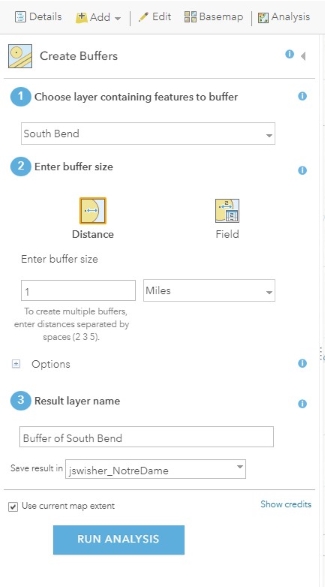 Details Add Edit Basemap Analysis
Create Buffers
1 Choose layer containing features to buffer
South Bend
2 Enter buffer size
Distance Field
Enter buffer size
1 Miles
To create multiple buffers,
enter distances separated by
spaces (2 3 5).
Options
3 Result layer name
Buffer of South Bend
Save result in jswisher_NotreDame
Use current map extent Show credits
RUN ANALYSIS